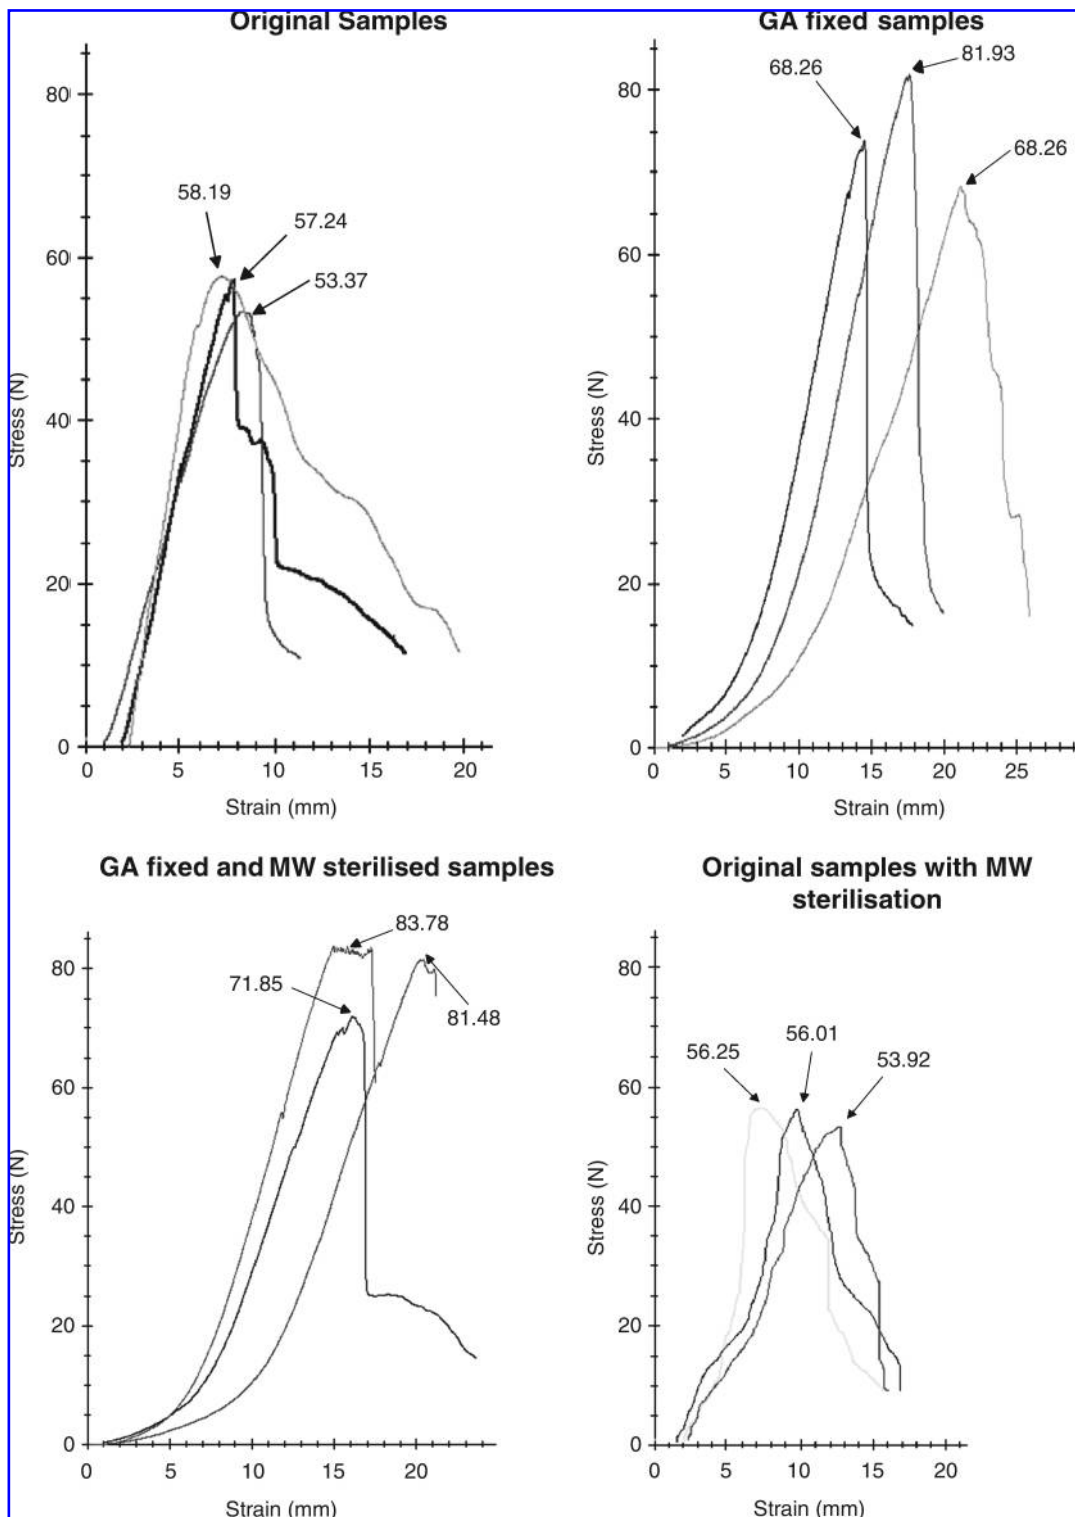 Original Samples
80
60
40
20
0
0 5 10 15 20
Stress (N)
Strain (mm)
58.19
57.24
53.37
GA fixed samples
80
60
40
20
0
0 5 10 15 20 25
Stress (N)
Strain (mm)
68.26
81.93
68.26
GA fixed and MW sterilised samples
80
60
40
20
0
0 5 10 15 20
Stress (N)
Strain (mm)
83.78
71.85
81.48
Original samples with MW
sterilisation
80
60
40
20
0
0 5 10 15 20
Stress (N)
Strain (mm)
56.25
56.01
53.92